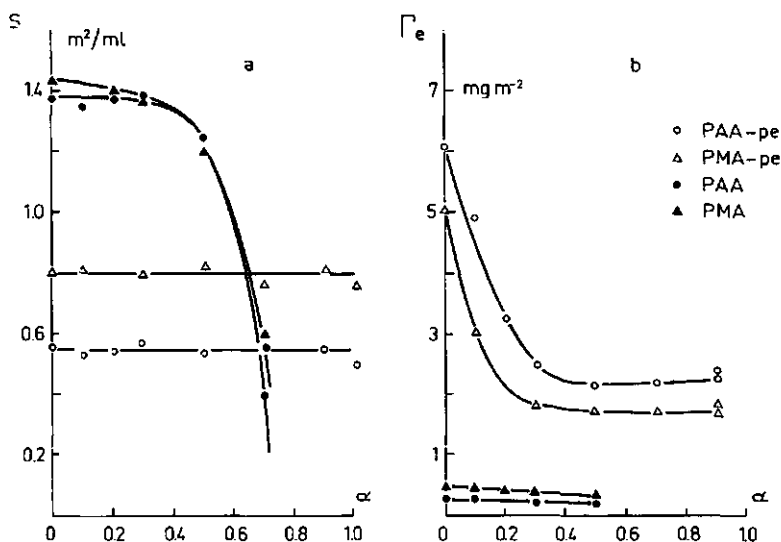 S
m²/ml
a
1.4
1.0
0.6
0.2
0 0.2 0.4 0.6 0.8 1.0
α
Γe
mg m⁻²
b
7
5
3
1
0 0.2 0.4 0.6 0.8 1.0
α
○ PAA-pe
△ PMA-pe
● PAA
▲ PMA